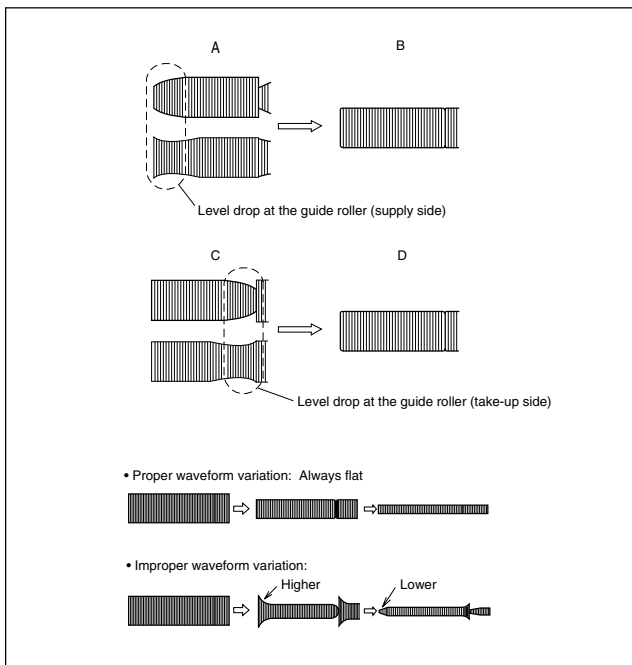 A
B
Level drop at the guide roller (supply side)
C
D
Level drop at the guide roller (take-up side)
• Proper waveform variation: Always flat
• Improper waveform variation:
Higher
Lower